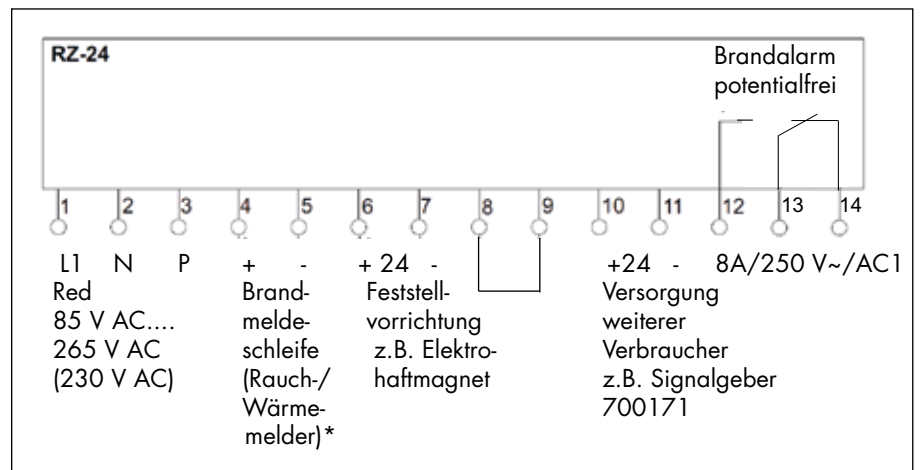 RZ-24
Brandalarm
potentialfrei
1 2 3 4 5 6 7 8 9 10 11 12 13 14
L1 N P + - + 24 - +24 - 8A/250 V~/AC1
Red
85 V AC....
265 V AC
(230 V AC)
Brand-
melde-
schleife
(Rauch-/
Wärme-
melder)*
Feststell-
vorrichtung
z.B. Elektro-
haftmagnet
Versorgung
weiterer
Verbraucher
z.B. Signalgeber
700171